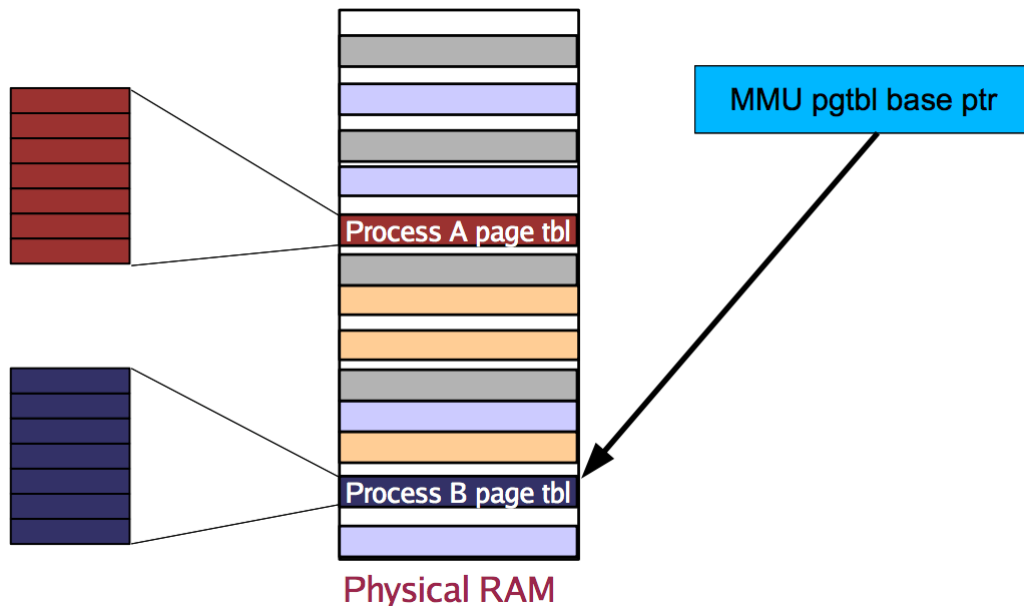 MMU pgtbl base ptr
Process A page tbl
Process B page tbl
Physical RAM